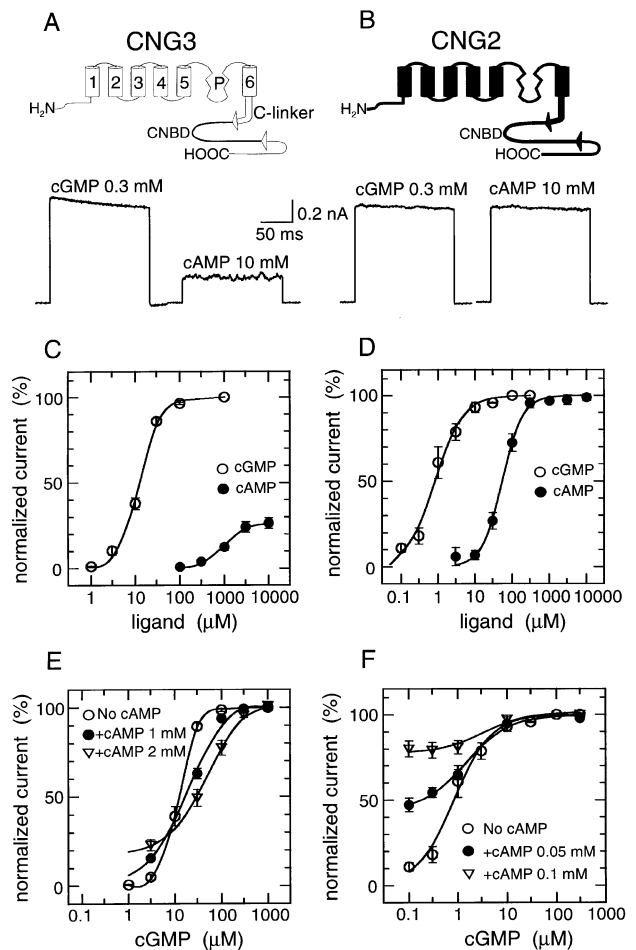 A
CNG3
1 2 3 4 5 P 6
H2N
C-linker
CNBD
HOOC
cGMP 0.3 mM
cAMP 10 mM
0.2 nA
50 ms
B
CNG2
H2N
CNBD
HOOC
cGMP 0.3 mM
cAMP 10 mM
C
normalized current (%)
100
50
0
cGMP
cAMP
1 10 100 1000 10000
ligand (μM)
D
normalized current (%)
100
50
0
cGMP
cAMP
0.1 1 10 100 1000 10000
ligand (μM)
E
normalized current (%)
100
50
0
No cAMP
+cAMP 1 mM
+cAMP 2 mM
0.1 1 10 100 1000
cGMP (μM)
F
normalized current (%)
100
50
0
No cAMP
+cAMP 0.05 mM
+cAMP 0.1 mM
0.1 1 10 100 1000
cGMP (μM)